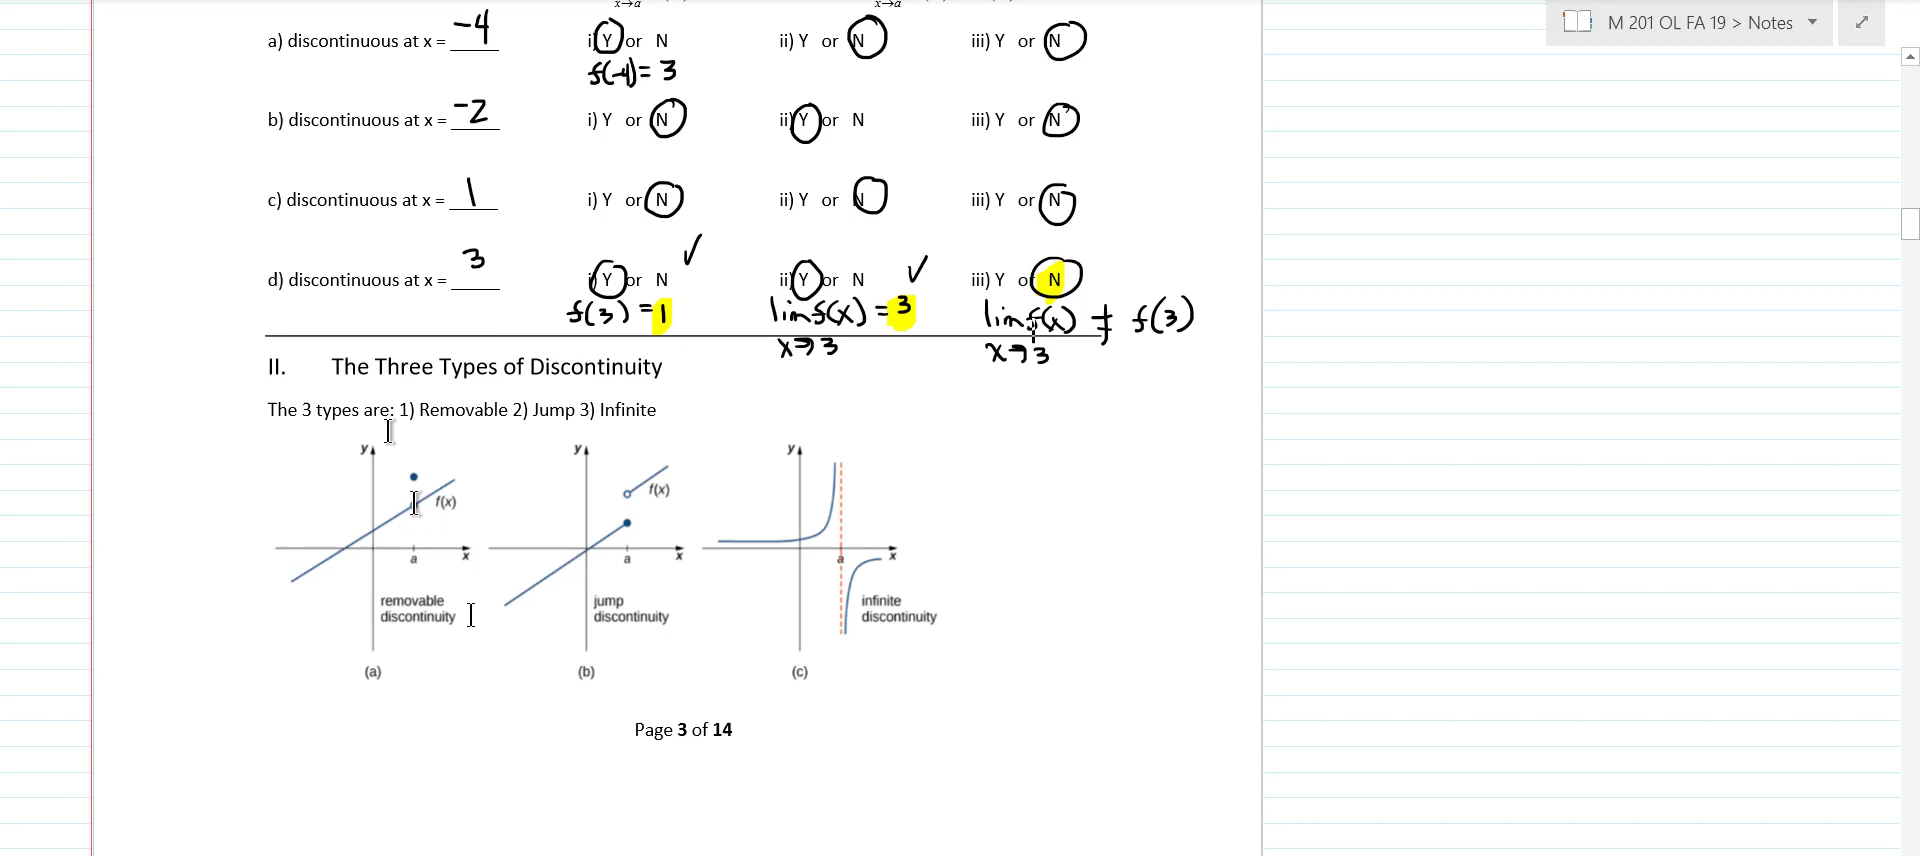 x→a x→a
M 201 OL FA 19 > Notes
a) discontinuous at x = -4 i) Y or N ii) Y or N iii) Y or N
f(-4) = 3
b) discontinuous at x = -2 i) Y or N ii) Y or N iii) Y or N
c) discontinuous at x = 1 i) Y or N ii) Y or N iii) Y or N
d) discontinuous at x = 3 i) Y or N ✓ ii) Y or N ✓ iii) Y or N
f(3) = 1 lim f(x) = 3 lim f(x) ≠ f(3)
x→3 x→3
II. The Three Types of Discontinuity
The 3 types are: 1) Removable 2) Jump 3) Infinite
y y y
f(x) f(x)
a x a x a x
removable jump infinite
discontinuity discontinuity discontinuity
(a) (b) (c)
Page 3 of 14